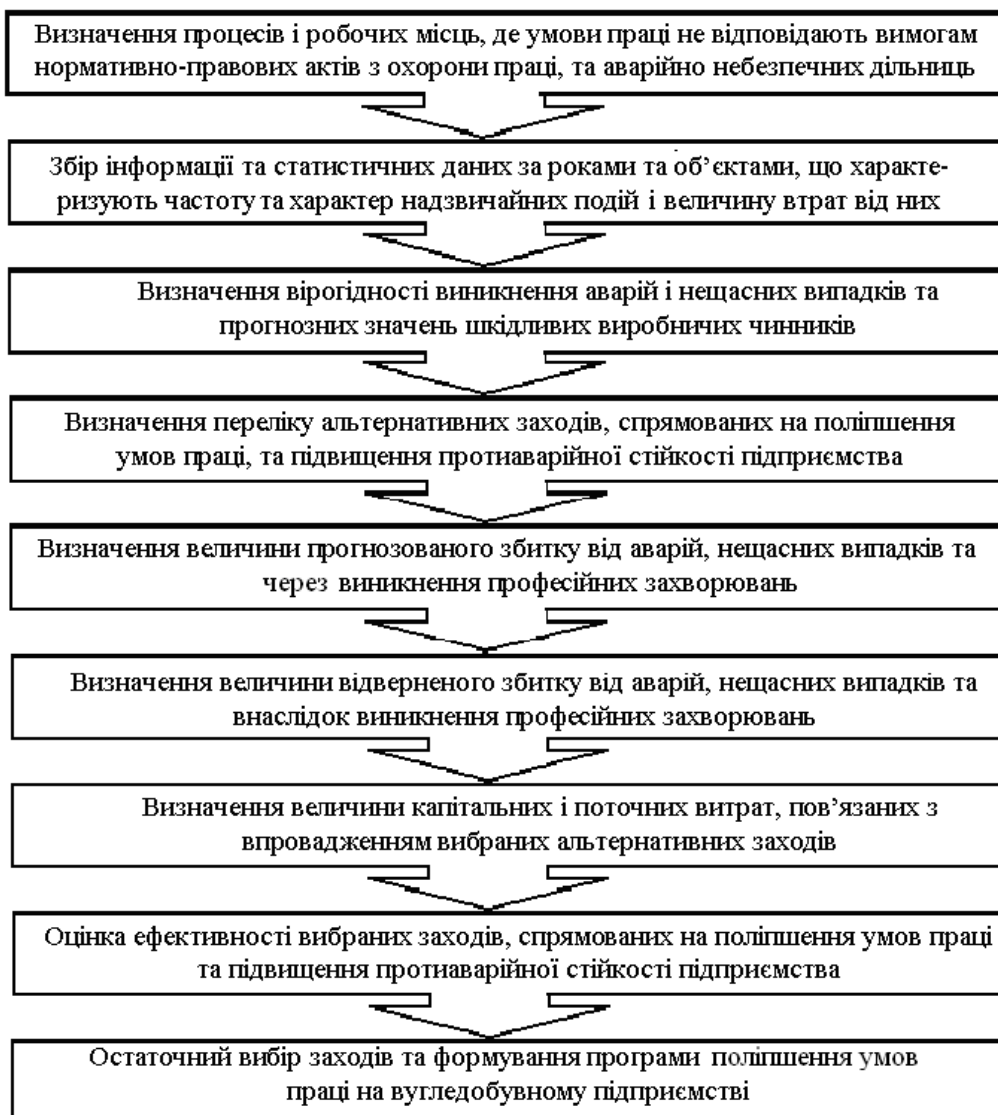 Визначення процесів і робочих місць, де умови праці не відповідають вимогам
нормативно-правових актів з охорони праці, та аварійно небезпечних дільниць
Збір інформації та статистичних даних за роками та об’єктами, що характе-
ризують частоту та характер надзвичайних подій і величину втрат від них
Визначення вірогідності виникнення аварій і нещасних випадків та
прогнозних значень шкідливих виробничих чинників
Визначення переліку альтернативних заходів, спрямованих на поліпшення
умов праці, та підвищення протиаварійної стійкості підприємства
Визначення величини прогнозованого збитку від аварій, нещасних випадків та
через виникнення професійних захворювань
Визначення величини відверненого збитку від аварій, нещасних випадків та
внаслідок виникнення професійних захворювань
Визначення величини капітальних і поточних витрат, пов’язаних з
впровадженням вибраних альтернативних заходів
Оцінка ефективності вибраних заходів, спрямованих на поліпшення умов праці
та підвищення протиаварійної стійкості підприємства
Остаточний вибір заходів та формування програми поліпшення умов
праці на вугледобувному підприємстві